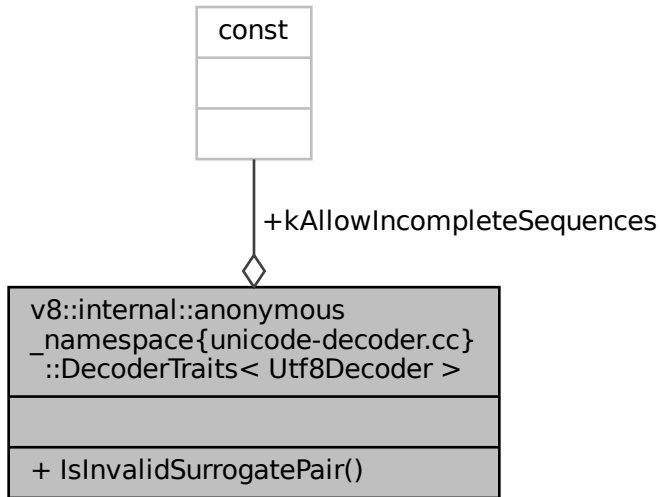 const
+kAllowIncompleteSequences
v8::internal::anonymous
_namespace{unicode-decoder.cc}
::DecoderTraits< Utf8Decoder >
+ IsInvalidSurrogatePair()